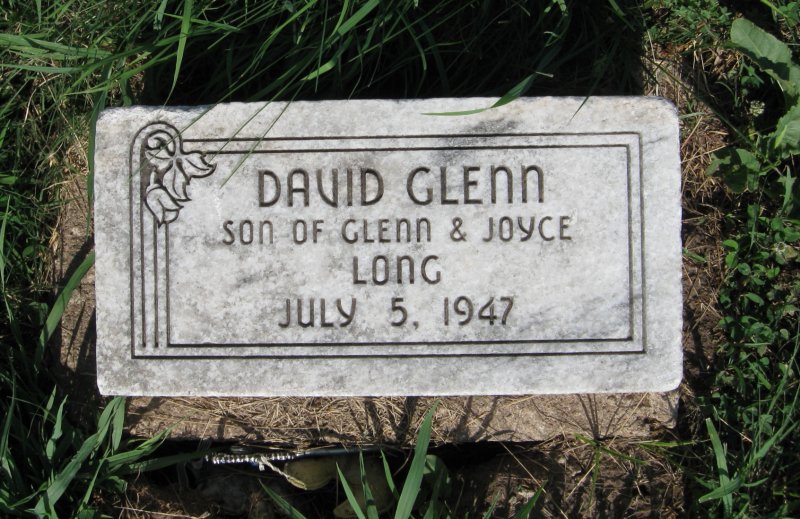 DAVID GLENN
SON OF GLENN & JOYCE
LONG
JULY 5, 1947